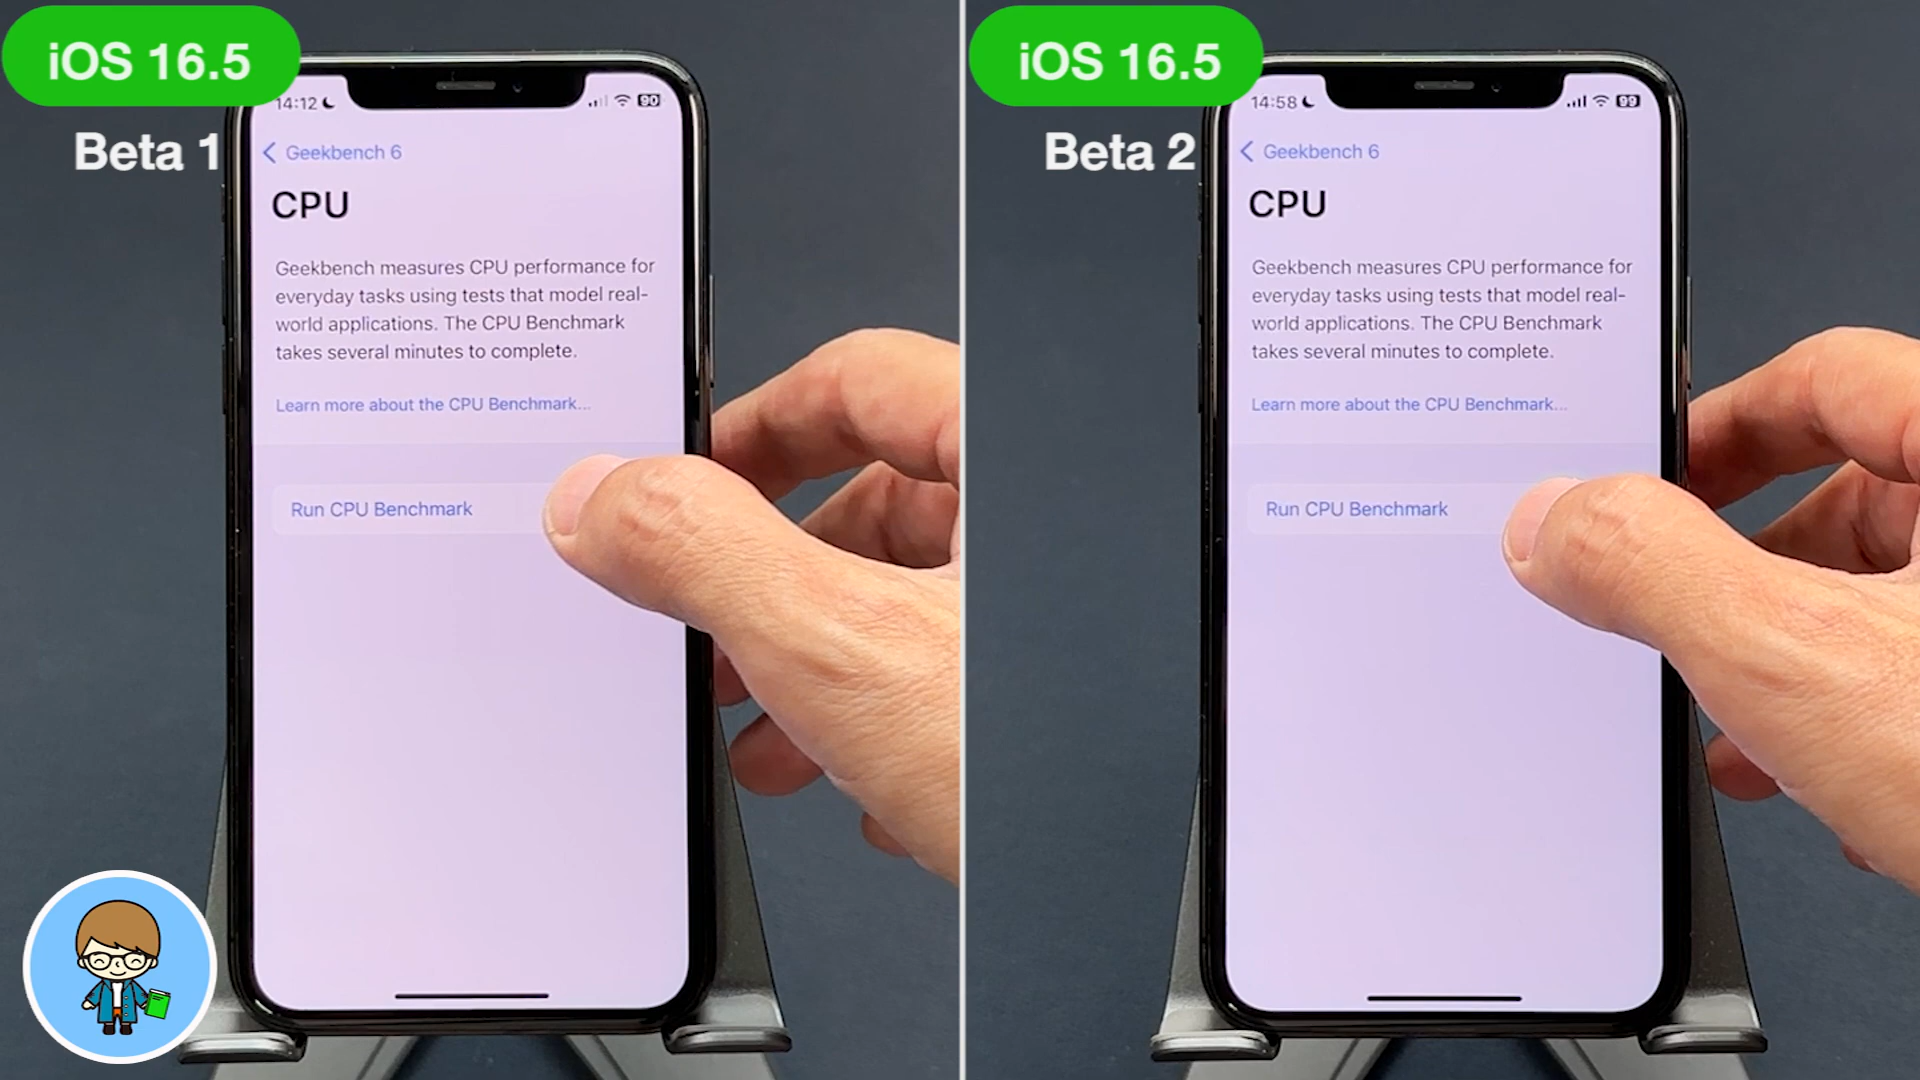 iOS 16.5
Beta 1
14:12
90
Geekbench 6
CPU
Geekbench measures CPU performance for
everyday tasks using tests that model real-
world applications. The CPU Benchmark
takes several minutes to complete.
Learn more about the CPU Benchmark...
Run CPU Benchmark
iOS 16.5
Beta 2
14:58
99
Geekbench 6
CPU
Geekbench measures CPU performance for
everyday tasks using tests that model real-
world applications. The CPU Benchmark
takes several minutes to complete.
Learn more about the CPU Benchmark...
Run CPU Benchmark